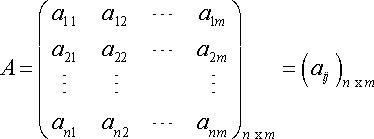 A = ( a₁₁ a₁₂ ⋯ a₁ₘ
a₂₁ a₂₂ ⋯ a₂ₘ
⋮ ⋮ ⋮
aₙ₁ aₙ₂ ⋯ aₙₘ )ₙ ₓ ₘ = ( aᵢⱼ )ₙ ₓ ₘ